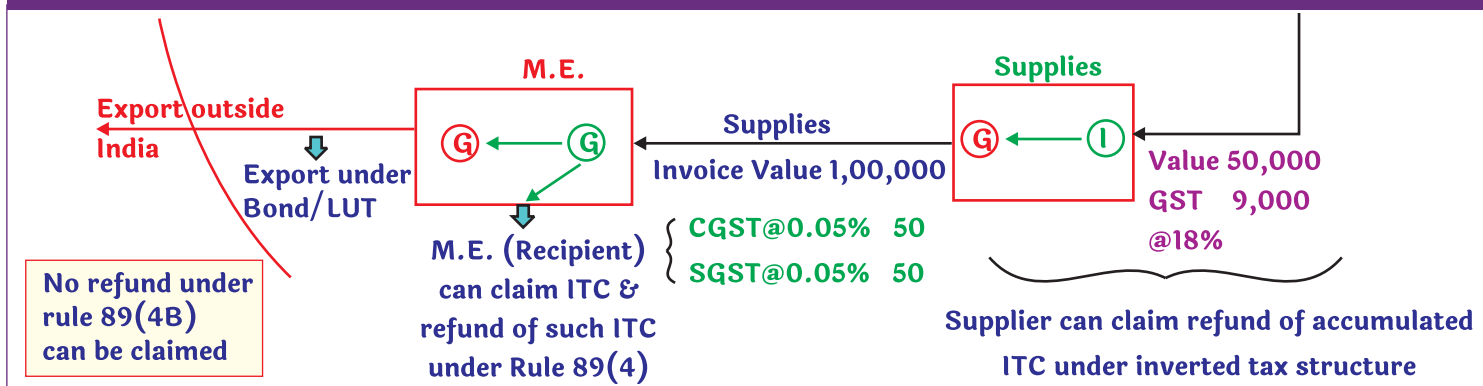 M.E.
Supplies
Export outside
India
G G
Supplies
G I
Invoice Value 1,00,000
Value 50,000
GST 9,000
@18%
Export under
Bond/LUT
CGST@0.05% 50
SGST@0.05% 50
M.E. (Recipient)
can claim ITC &
refund of such ITC
under Rule 89(4)
No refund under
rule 89(4B)
can be claimed
Supplier can claim refund of accumulated
ITC under inverted tax structure